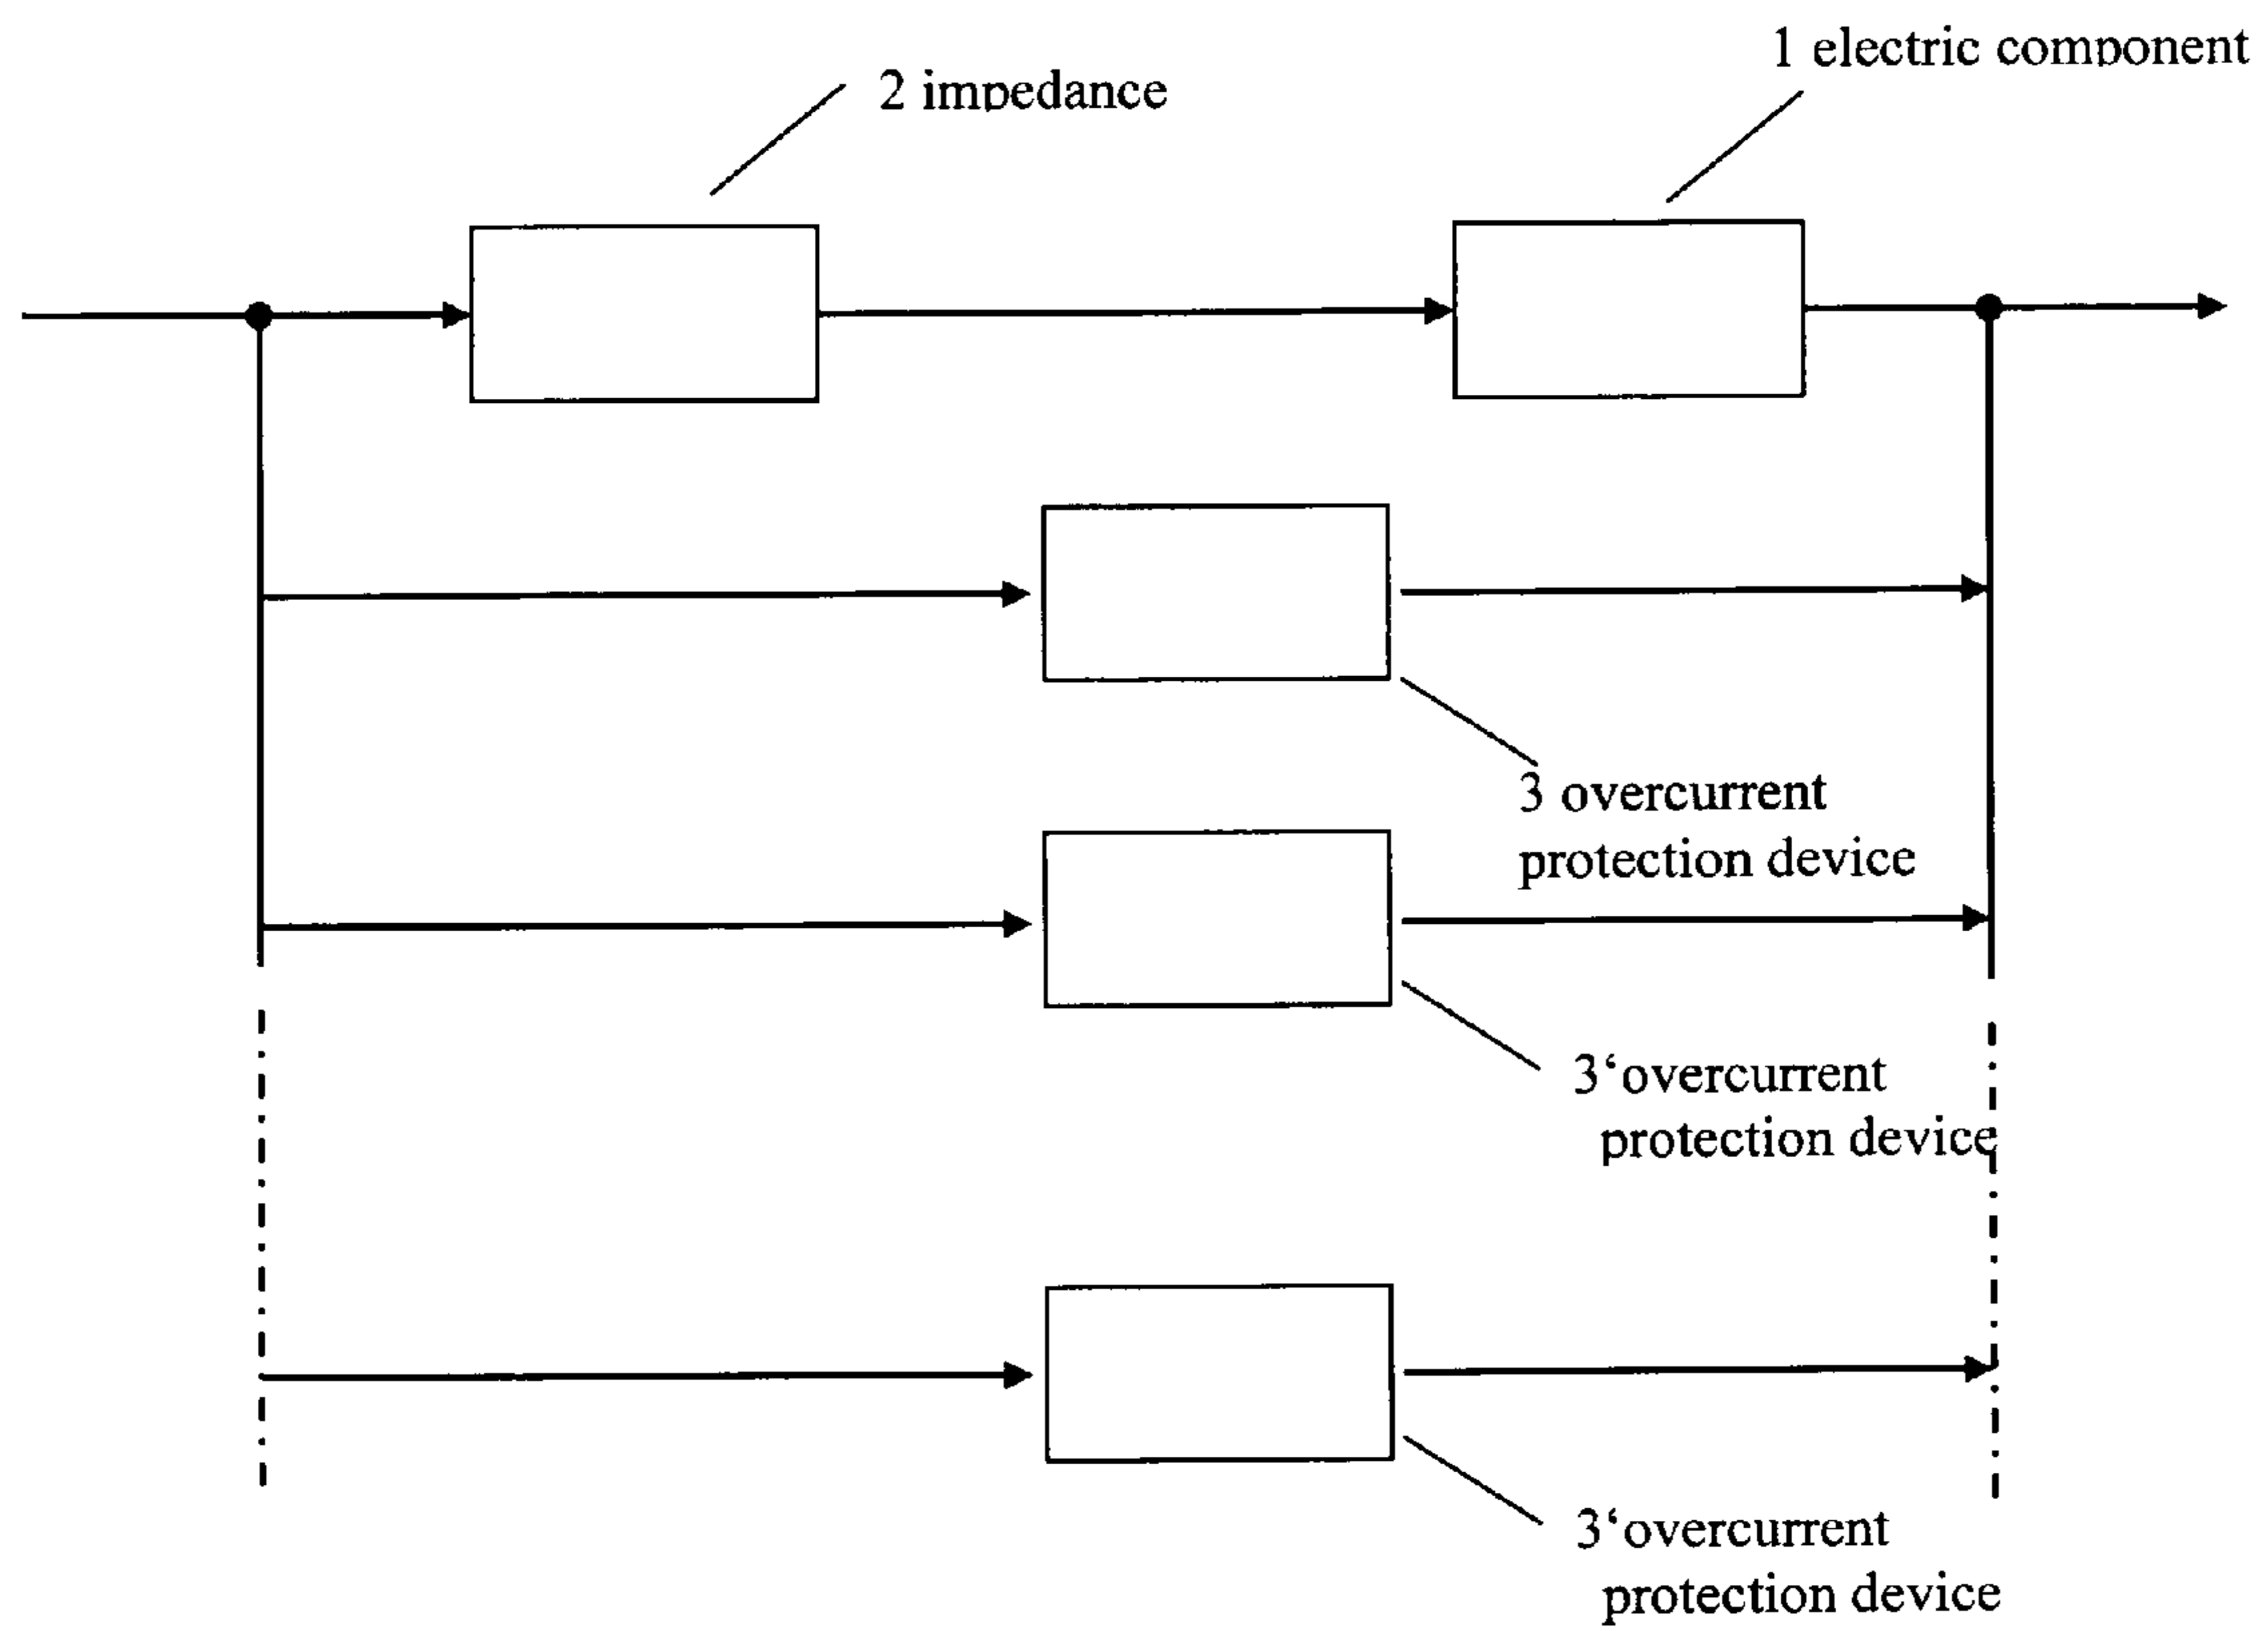 1 electric component
2 impedance
3 overcurrent
protection device
3‘overcurrent
protection device
3‘overcurrent
protection device